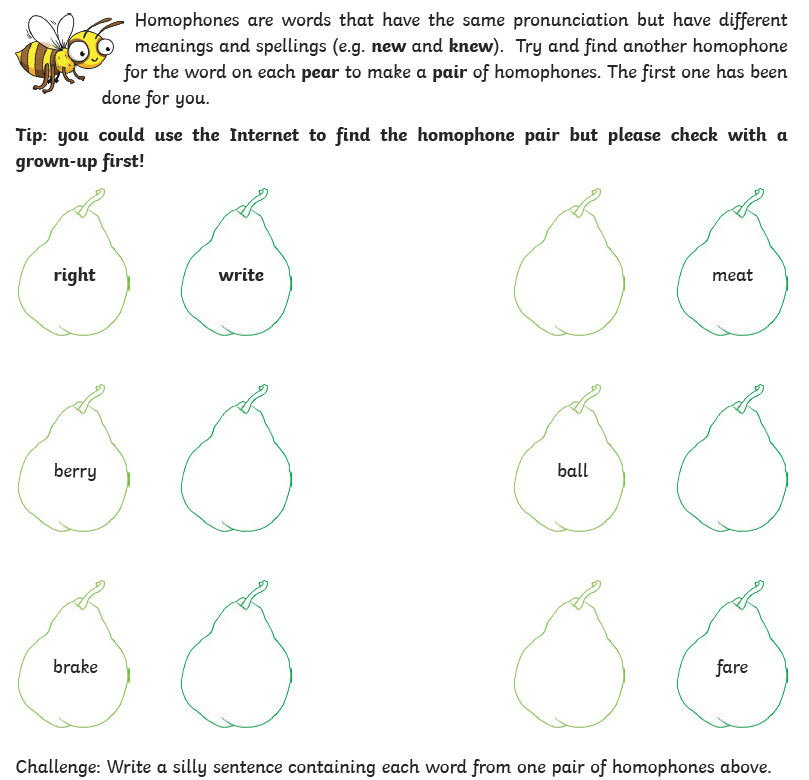 Homophones are words that have the same pronunciation but have different
meanings and spellings (e.g. new and knew). Try and find another homophone
for the word on each pear to make a pair of homophones. The first one has been
done for you.
Tip: you could use the Internet to find the homophone pair but please check with a
grown-up first!
right write meat
berry ball
brake fare
Challenge: Write a silly sentence containing each word from one pair of homophones above.